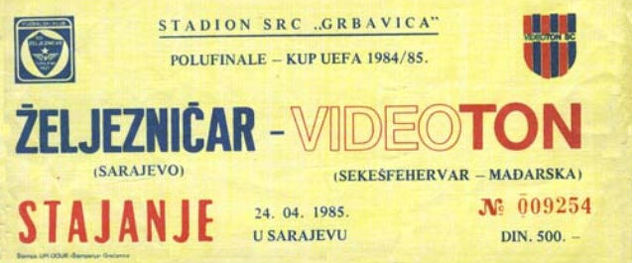 STADION SRC „GRBAVICA"
POLUFINALE – KUP UEFA 1984/85.
ŽELJEZNIČAR – VIDEOTON
(SARAJEVO)
(SEKEŠFEHERVAR – MAĐARSKA)
STAJANJE
24. 04. 1985.
U SARAJEVU
№ 009254
DIN. 500. –
ŽELJEZNIČAR
VIDEOTON SC